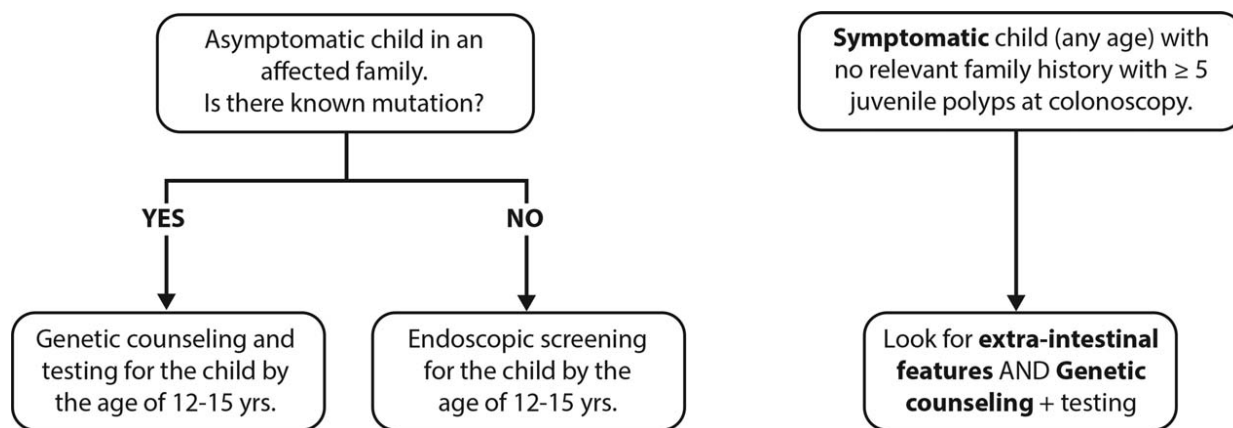 Asymptomatic child in an
affected family.
Is there known mutation?
YES
NO
Genetic counseling and
testing for the child by
the age of 12-15 yrs.
Endoscopic screening
for the child by the
age of 12-15 yrs.
Symptomatic child (any age) with
no relevant family history with ≥ 5
juvenile polyps at colonoscopy.
Look for extra-intestinal
features AND Genetic
counseling + testing